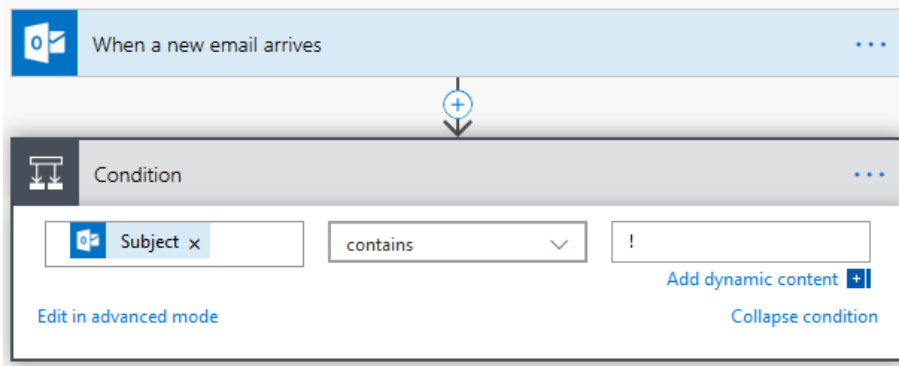 When a new email arrives
Condition
Subject x contains !
Add dynamic content +
Edit in advanced mode Collapse condition